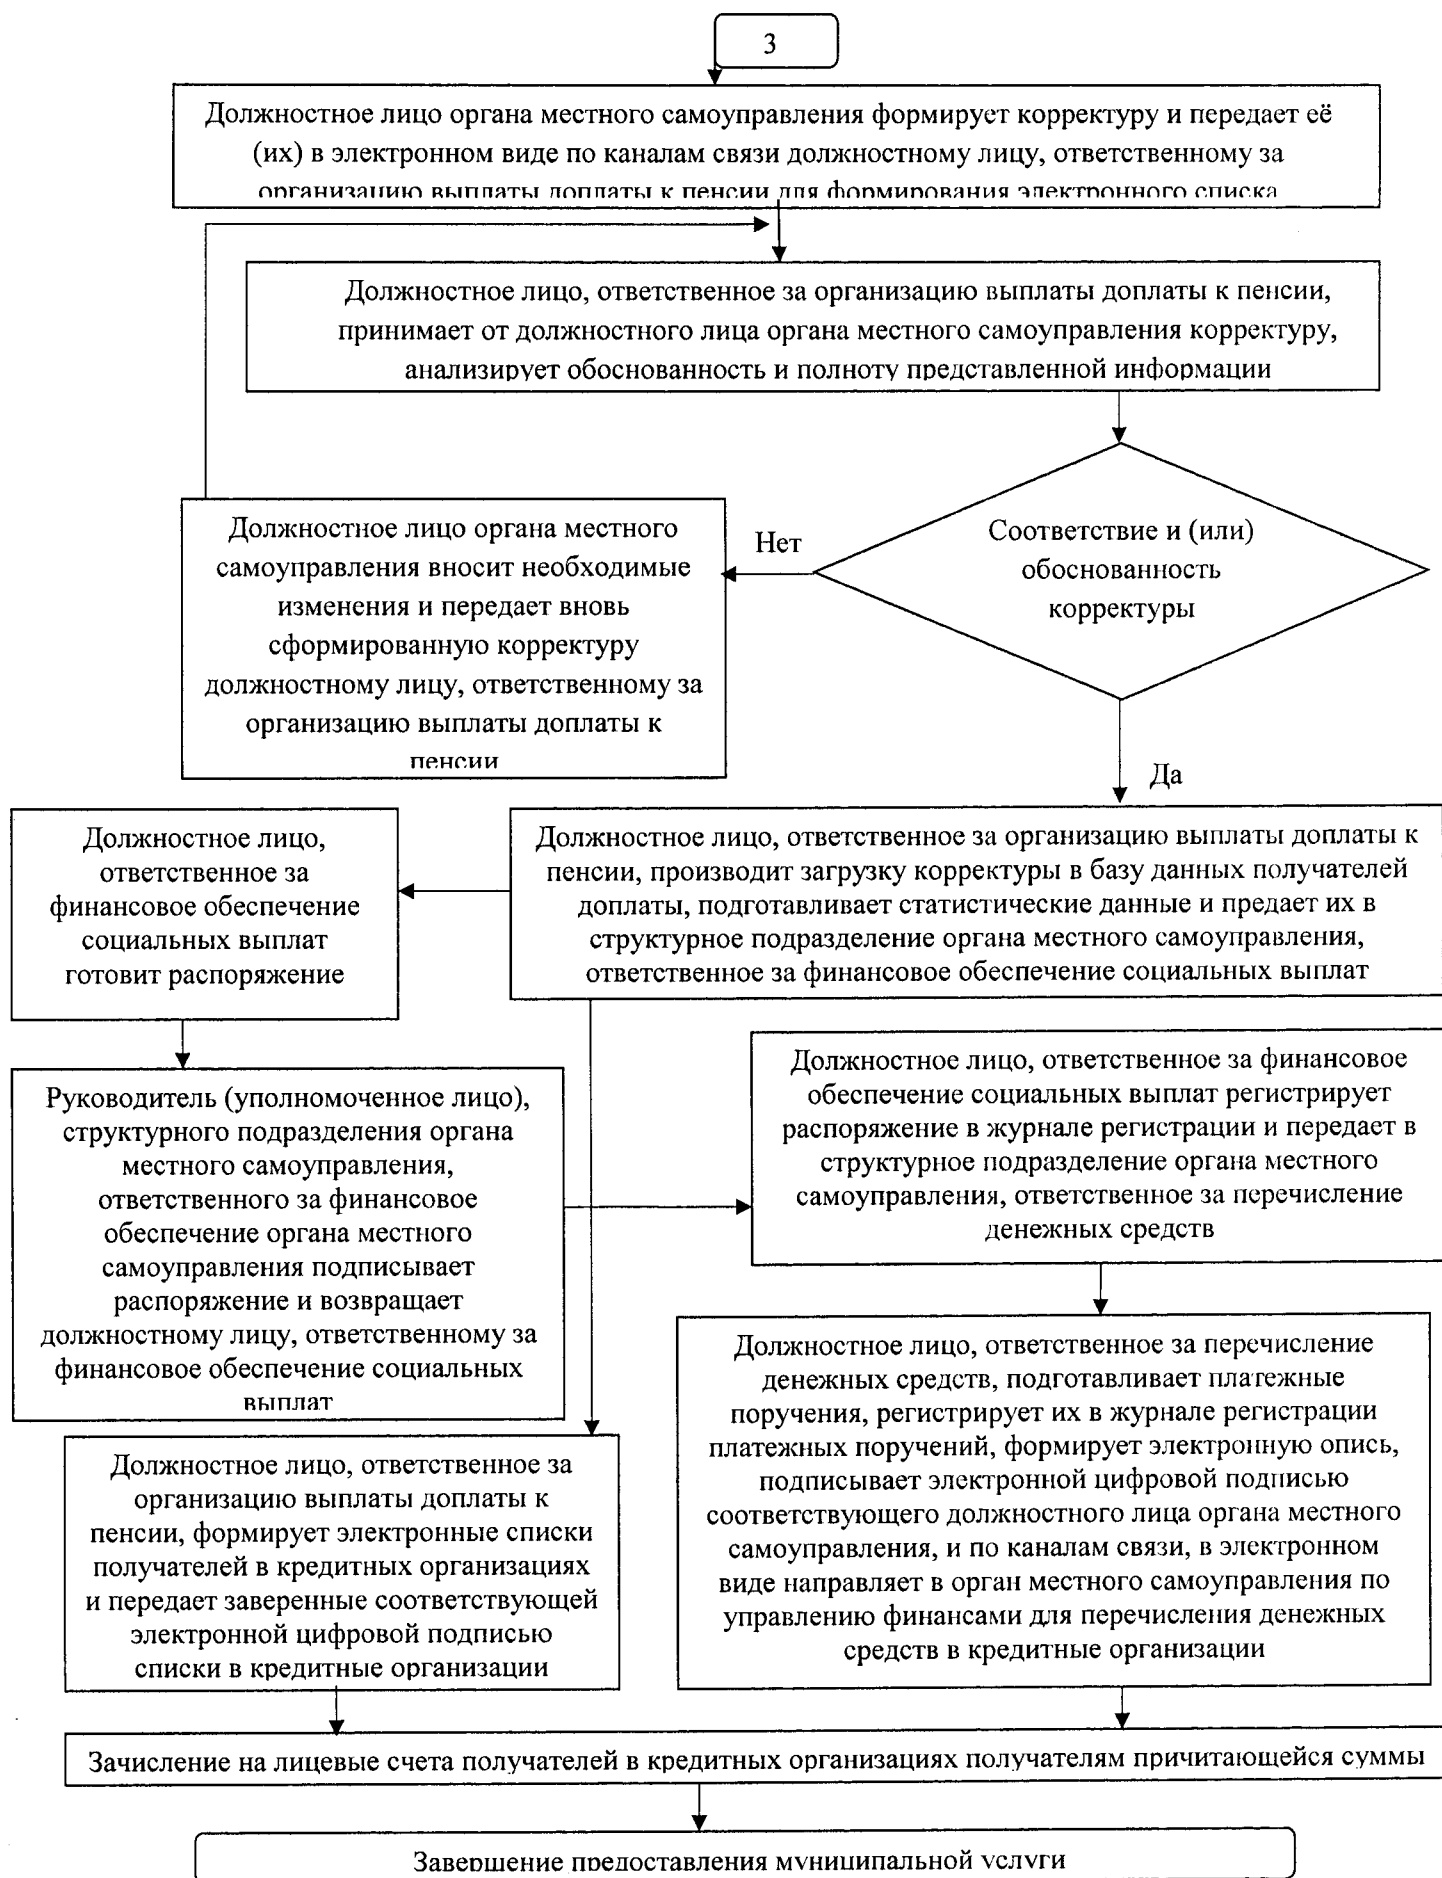 3
Должностное лицо органа местного самоуправления формирует корректуру и передает её
(их) в электронном виде по каналам связи должностному лицу, ответственному за
организацию выплаты доплаты к пенсии для формирования электронного списка
Должностное лицо, ответственное за организацию выплаты доплаты к пенсии,
принимает от должностного лица органа местного самоуправления корректуру,
анализирует обоснованность и полноту представленной информации
Соответствие и (или)
обоснованность
корректуры
Нет
Должностное лицо органа местного
самоуправления вносит необходимые
изменения и передает вновь
сформированную корректуру
должностному лицу, ответственному за
организацию выплаты доплаты к
пенсии
Да
Должностное лицо, ответственное за организацию выплаты доплаты к
пенсии, производит загрузку корректуры в базу данных получателей
доплаты, подготавливает статистические данные и предает их в
структурное подразделение органа местного самоуправления,
ответственное за финансовое обеспечение социальных выплат
Должностное лицо,
ответственное за
финансовое обеспечение
социальных выплат
готовит распоряжение
Руководитель (уполномоченное лицо),
структурного подразделения органа
местного самоуправления,
ответственного за финансовое
обеспечение органа местного
самоуправления подписывает
распоряжение и возвращает
должностному лицу, ответственному за
финансовое обеспечение социальных
выплат
Должностное лицо, ответственное за финансовое
обеспечение социальных выплат регистрирует
распоряжение в журнале регистрации и передает в
структурное подразделение органа местного
самоуправления, ответственное за перечисление
денежных средств
Должностное лицо, ответственное за перечисление
денежных средств, подготавливает платежные
поручения, регистрирует их в журнале регистрации
платежных поручений, формирует электронную опись,
подписывает электронной цифровой подписью
соответствующего должностного лица органа местного
самоуправления, и по каналам связи, в электронном
виде направляет в орган местного самоуправления по
управлению финансами для перечисления денежных
средств в кредитные организации
Должностное лицо, ответственное за
организацию выплаты доплаты к
пенсии, формирует электронные списки
получателей в кредитных организациях
и передает заверенные соответствующей
электронной цифровой подписью
списки в кредитные организации
Зачисление на лицевые счета получателей в кредитных организациях получателям причитающейся суммы
Завершение предоставления муниципальной услуги